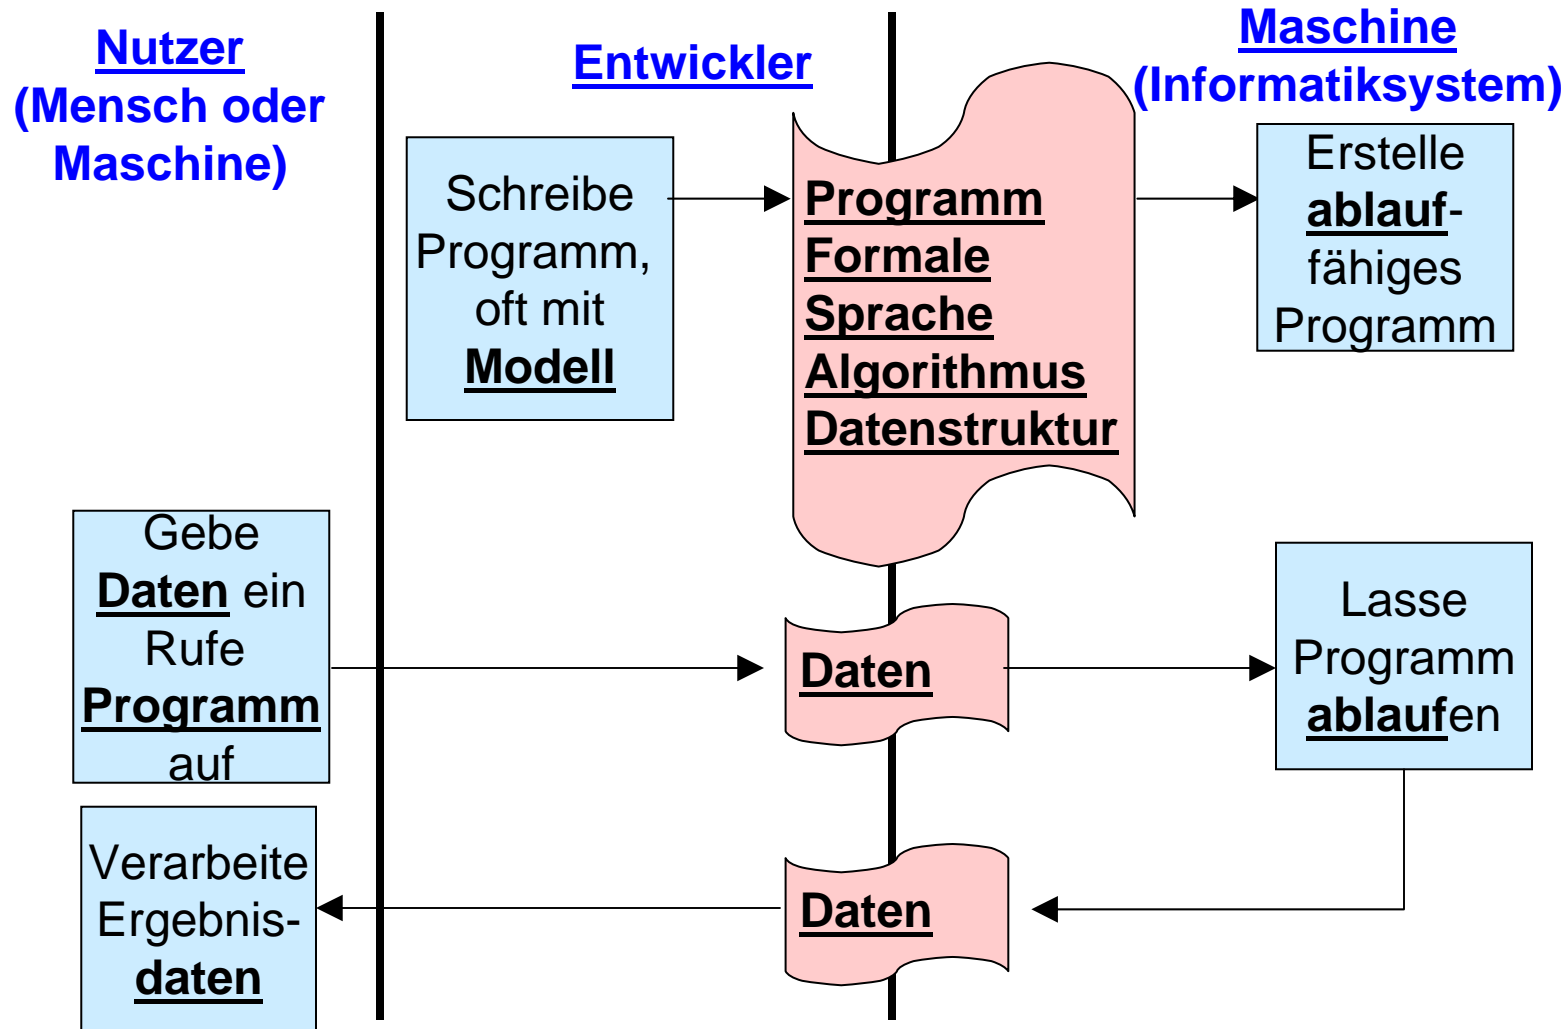 Nutzer
(Mensch oder
Maschine)
Entwickler
Maschine
(Informatiksystem)
Schreibe
Programm,
oft mit
Modell
Programm
Formale
Sprache
Algorithmus
Datenstruktur
Erstelle
ablauf-
fähiges
Programm
Gebe
Daten ein
Rufe
Programm
auf
Daten
Lasse
Programm
ablaufen
Verarbeite
Ergebnis-
daten
Daten